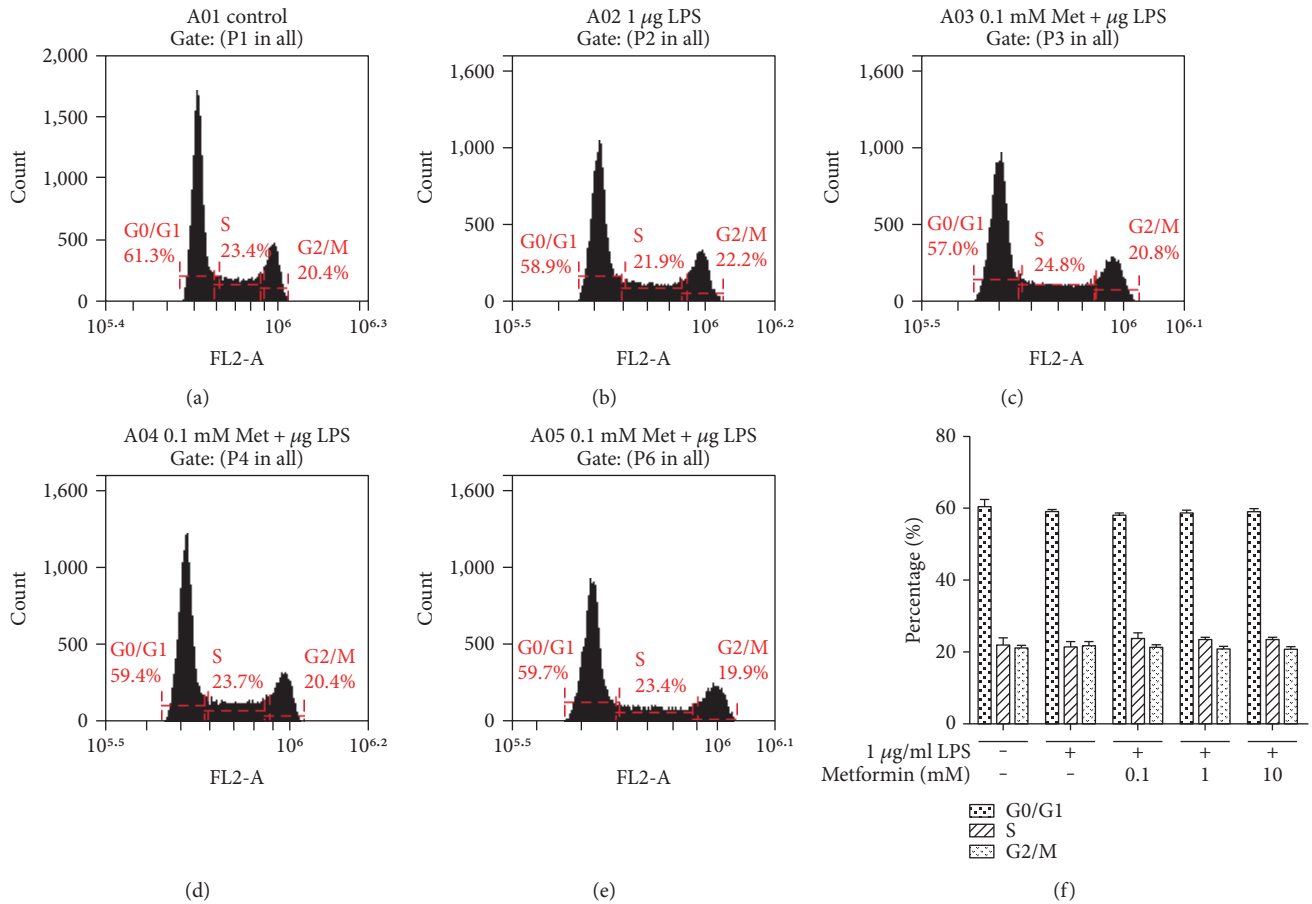 A01 control
Gate: (P1 in all)
2,000
1,500
1,000
500
0
Count
G0/G1
61.3%
S
23.4%
G2/M
20.4%
10^5.4
10^6
10^6.3
FL2-A
(a)
A02 1 μg LPS
Gate: (P2 in all)
1,600
1,000
500
0
Count
G0/G1
58.9%
S
21.9%
G2/M
22.2%
10^5.5
10^6
10^6.2
FL2-A
(b)
A03 0.1 mM Met + μg LPS
Gate: (P3 in all)
1,600
1,000
500
0
Count
G0/G1
57.0%
S
24.8%
G2/M
20.8%
10^5.5
10^6
10^6.1
FL2-A
(c)
A04 0.1 mM Met + μg LPS
Gate: (P4 in all)
1,600
1,000
500
0
Count
G0/G1
59.4%
S
23.7%
G2/M
20.4%
10^5.5
10^6
10^6.2
FL2-A
(d)
A05 0.1 mM Met + μg LPS
Gate: (P6 in all)
1,600
1,000
500
0
Count
G0/G1
59.7%
S
23.4%
G2/M
19.9%
10^5.5
10^6
10^6.1
FL2-A
(e)
80
60
40
20
0
Percentage (%)
1 μg/ml LPS - + + + +
Metformin (mM) - - 0.1 1 10
G0/G1
S
G2/M
(f)